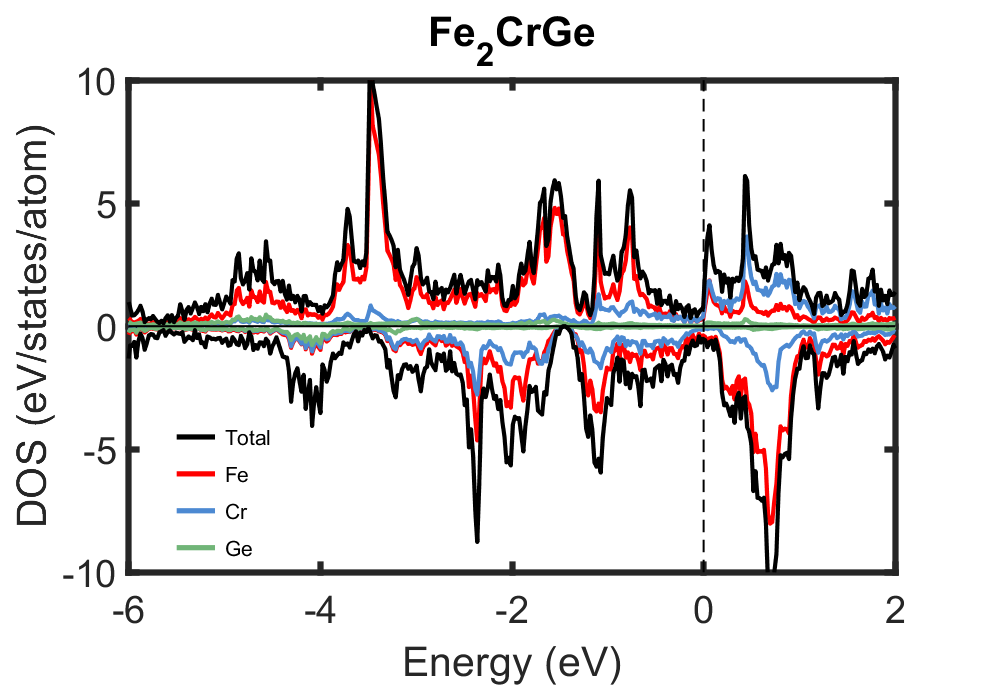 Fe₂CrGe
10
5
0
-5
-10
DOS (eV/states/atom)
Total
Fe
Cr
Ge
-6 -4 -2 0 2
Energy (eV)